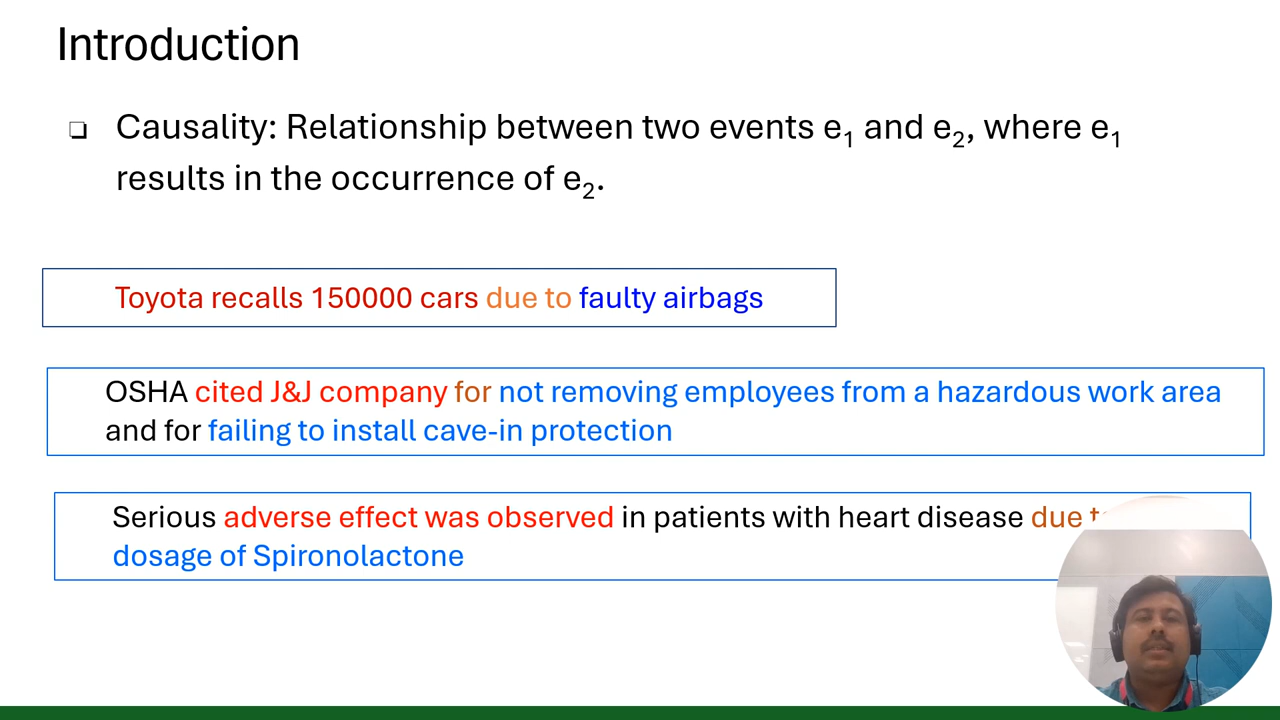 Introduction
❏ Causality: Relationship between two events e₁ and e₂, where e₁
results in the occurrence of e₂.
Toyota recalls 150000 cars due to faulty airbags
OSHA cited J&J company for not removing employees from a hazardous work area
and for failing to install cave-in protection
Serious adverse effect was observed in patients with heart disease due
dosage of Spironolactone